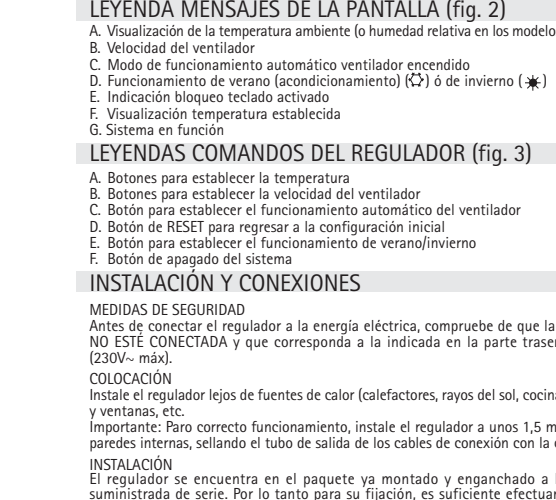 LEYENDA MENSAJES DE LA PANTALLA (fig. 2)
A. Visualización de la temperatura ambiente (o humedad relativa en los modelo
B. Velocidad del ventilador
C. Modo de funcionamiento automático ventilador encendido
D. Funcionamiento de verano (acondicionamiento) () ó de invierno ()
E. Indicación bloqueo teclado activado
F. Visualización temperatura establecida
G. Sistema en función
LEYENDAS COMANDOS DEL REGULADOR (fig. 3)
A. Botones para establecer la temperatura
B. Botones para establecer la velocidad del ventilador
C. Botón para establecer el funcionamiento automático del ventilador
D. Botón de RESET para regresar a la configuración inicial
E. Botón para establecer el funcionamiento de verano/invierno
F. Botón de apagado del sistema
INSTALACIÓN Y CONEXIONES
MEDIDAS DE SEGURIDAD
Antes de conectar el regulador a la energía eléctrica, compruebe de que la
NO ESTÉ CONECTADA y que corresponda a la indicada en la parte traser
(230V~ máx).
COLOCACIÓN
Instale el regulador lejos de fuentes de calor (calefactores, rayos del sol, cocina
y ventanas, etc.
Importante: Paro correcto funcionamiento, instale el regulador a unos 1,5 m
paredes internas, sellando el tubo de salida de los cables de conexión con la
INSTALACIÓN
El regulador se encuentra en el paquete ya montado y enganchado a
suministrada de serie. Por lo tanto para su fijación, es suficiente efectuar